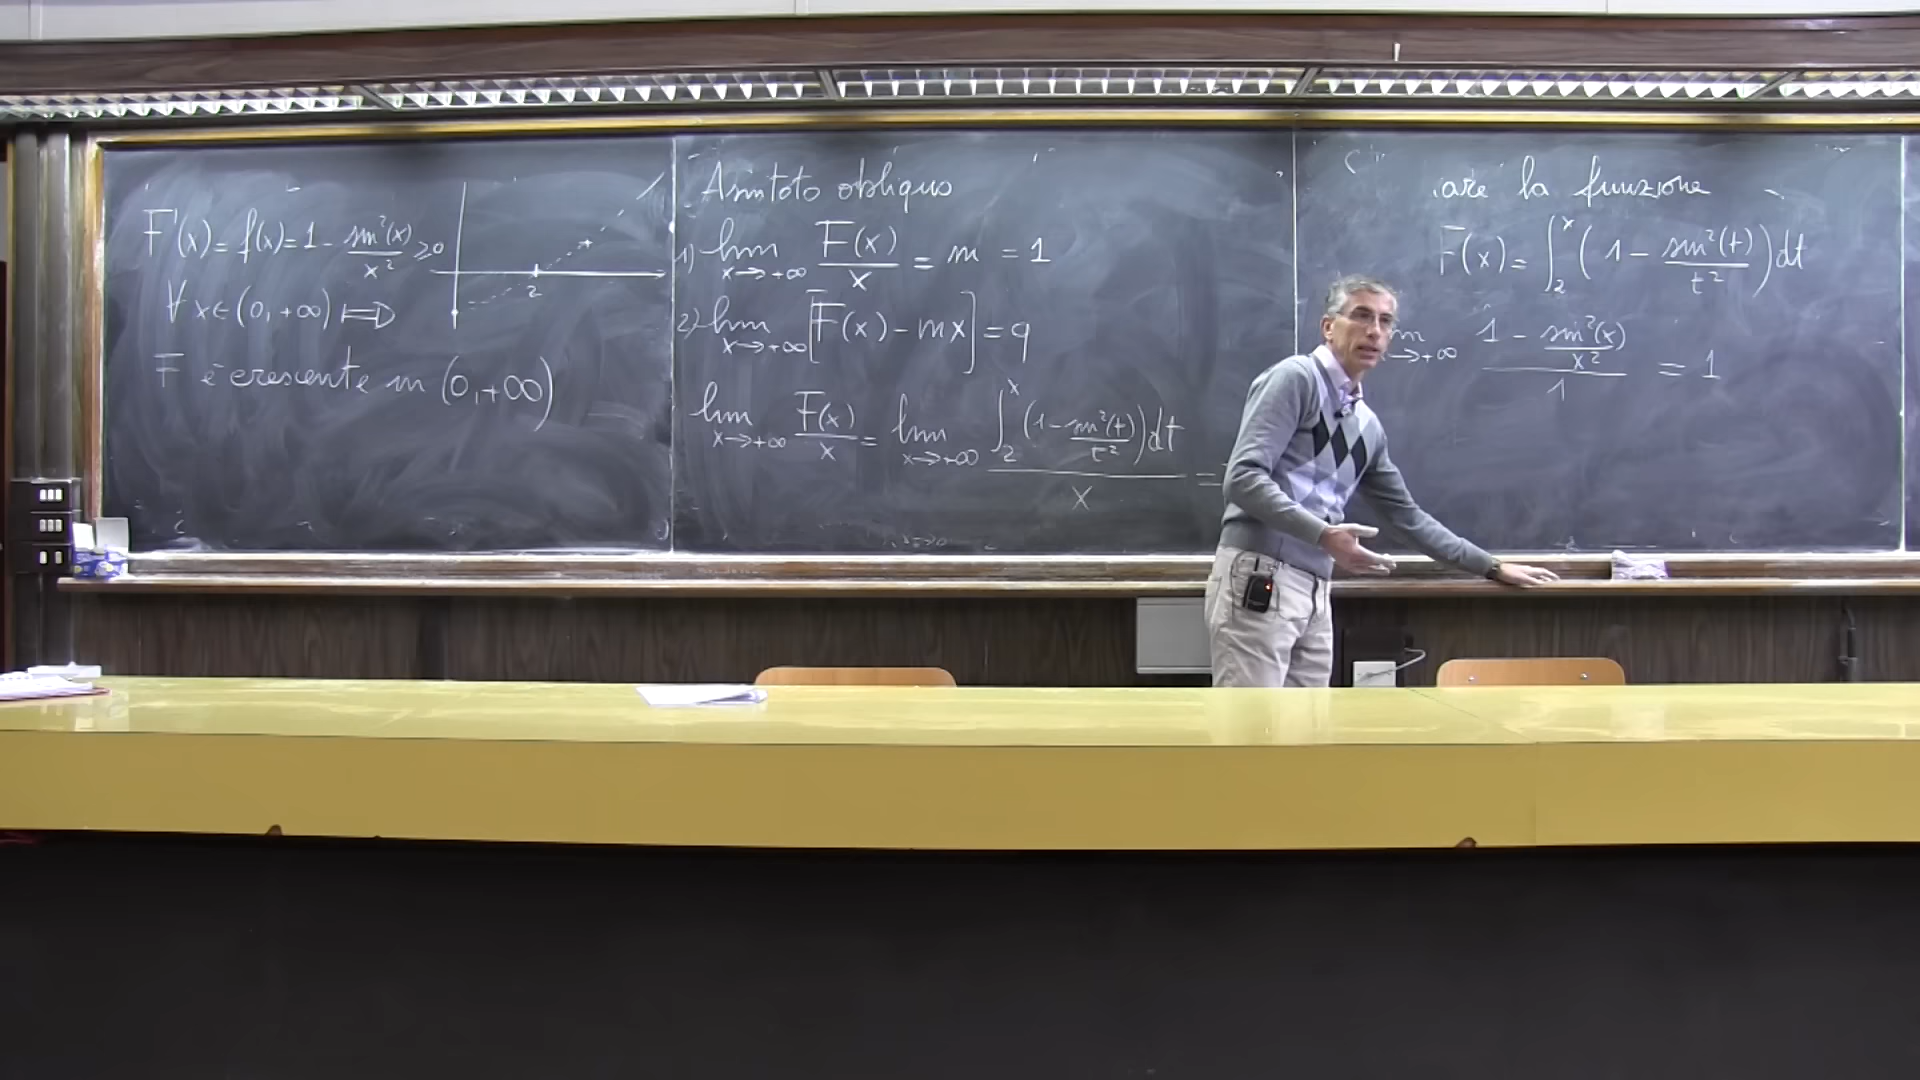 F'(x) = f(x) = 1 - sin²(x)/x² ≥ 0
∀ x ∈ (0, +∞) ⟹
F è crescente in (0, +∞)
2
Asintoto obliquo
1) lim x→+∞ F(x)/x = m = 1
2) lim x→+∞ [F(x) - mx] = q
lim x→+∞ F(x)/x = lim x→+∞ ∫₂ˣ (1 - sin²(t)/t²) dt / x =
la funzione
F(x) = ∫₂ˣ (1 - sin²(t)/t²) dt
x→+∞ (1 - sin²(x)/x²)/1 = 1